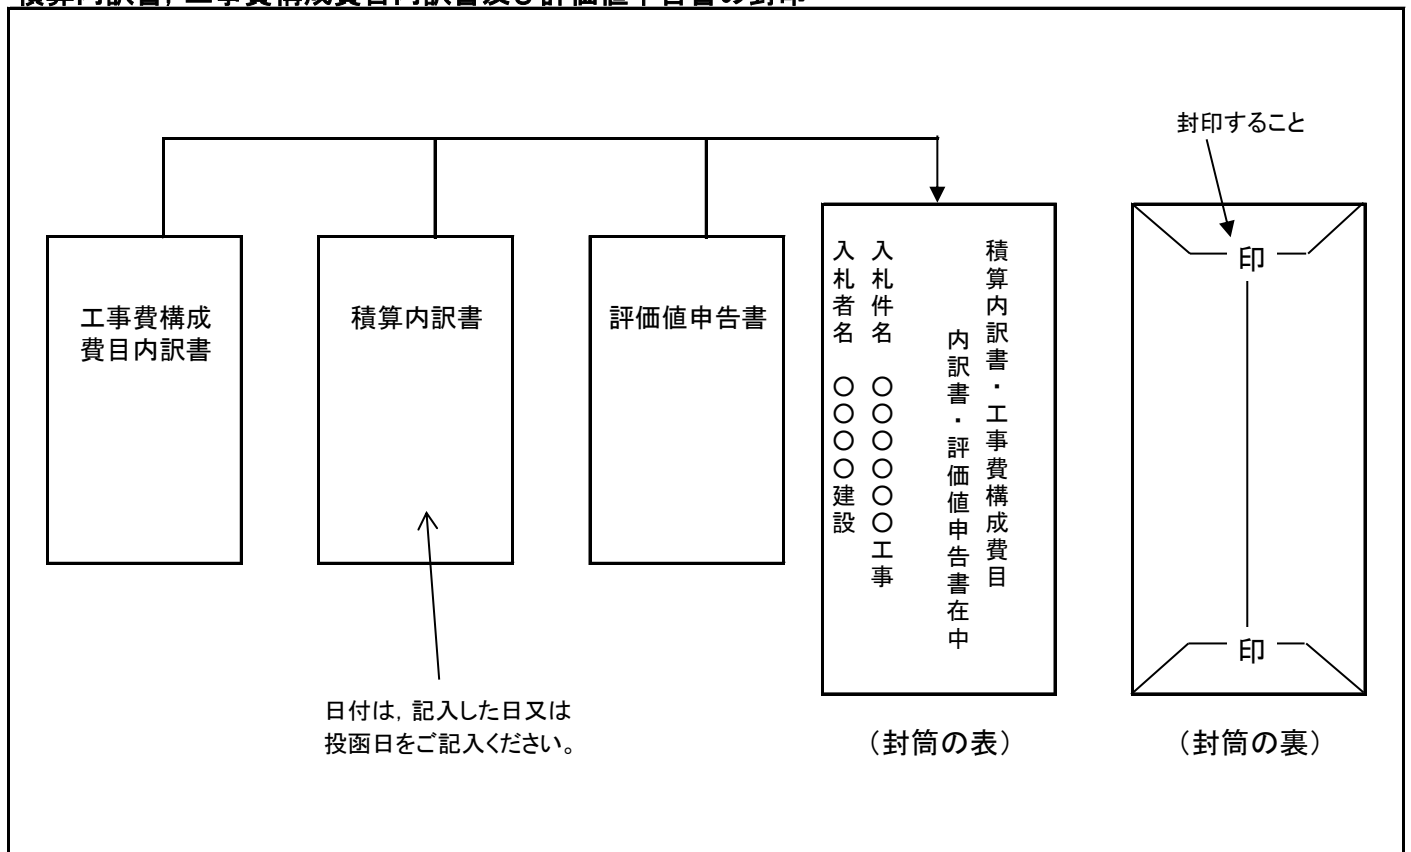 積算内訳書，工事費構成費目内訳書及び評価値申告書の封印
封印すること
工事費構成
費目内訳書
積算内訳書
評価値申告書
積算内訳書・工事費構成費目
内訳書・評価値申告書在中
入札件名　〇〇〇〇〇〇工事
入札者名　〇〇〇〇建設
印
印
日付は，記入した日又は
投函日をご記入ください。
（封筒の表）
（封筒の裏）